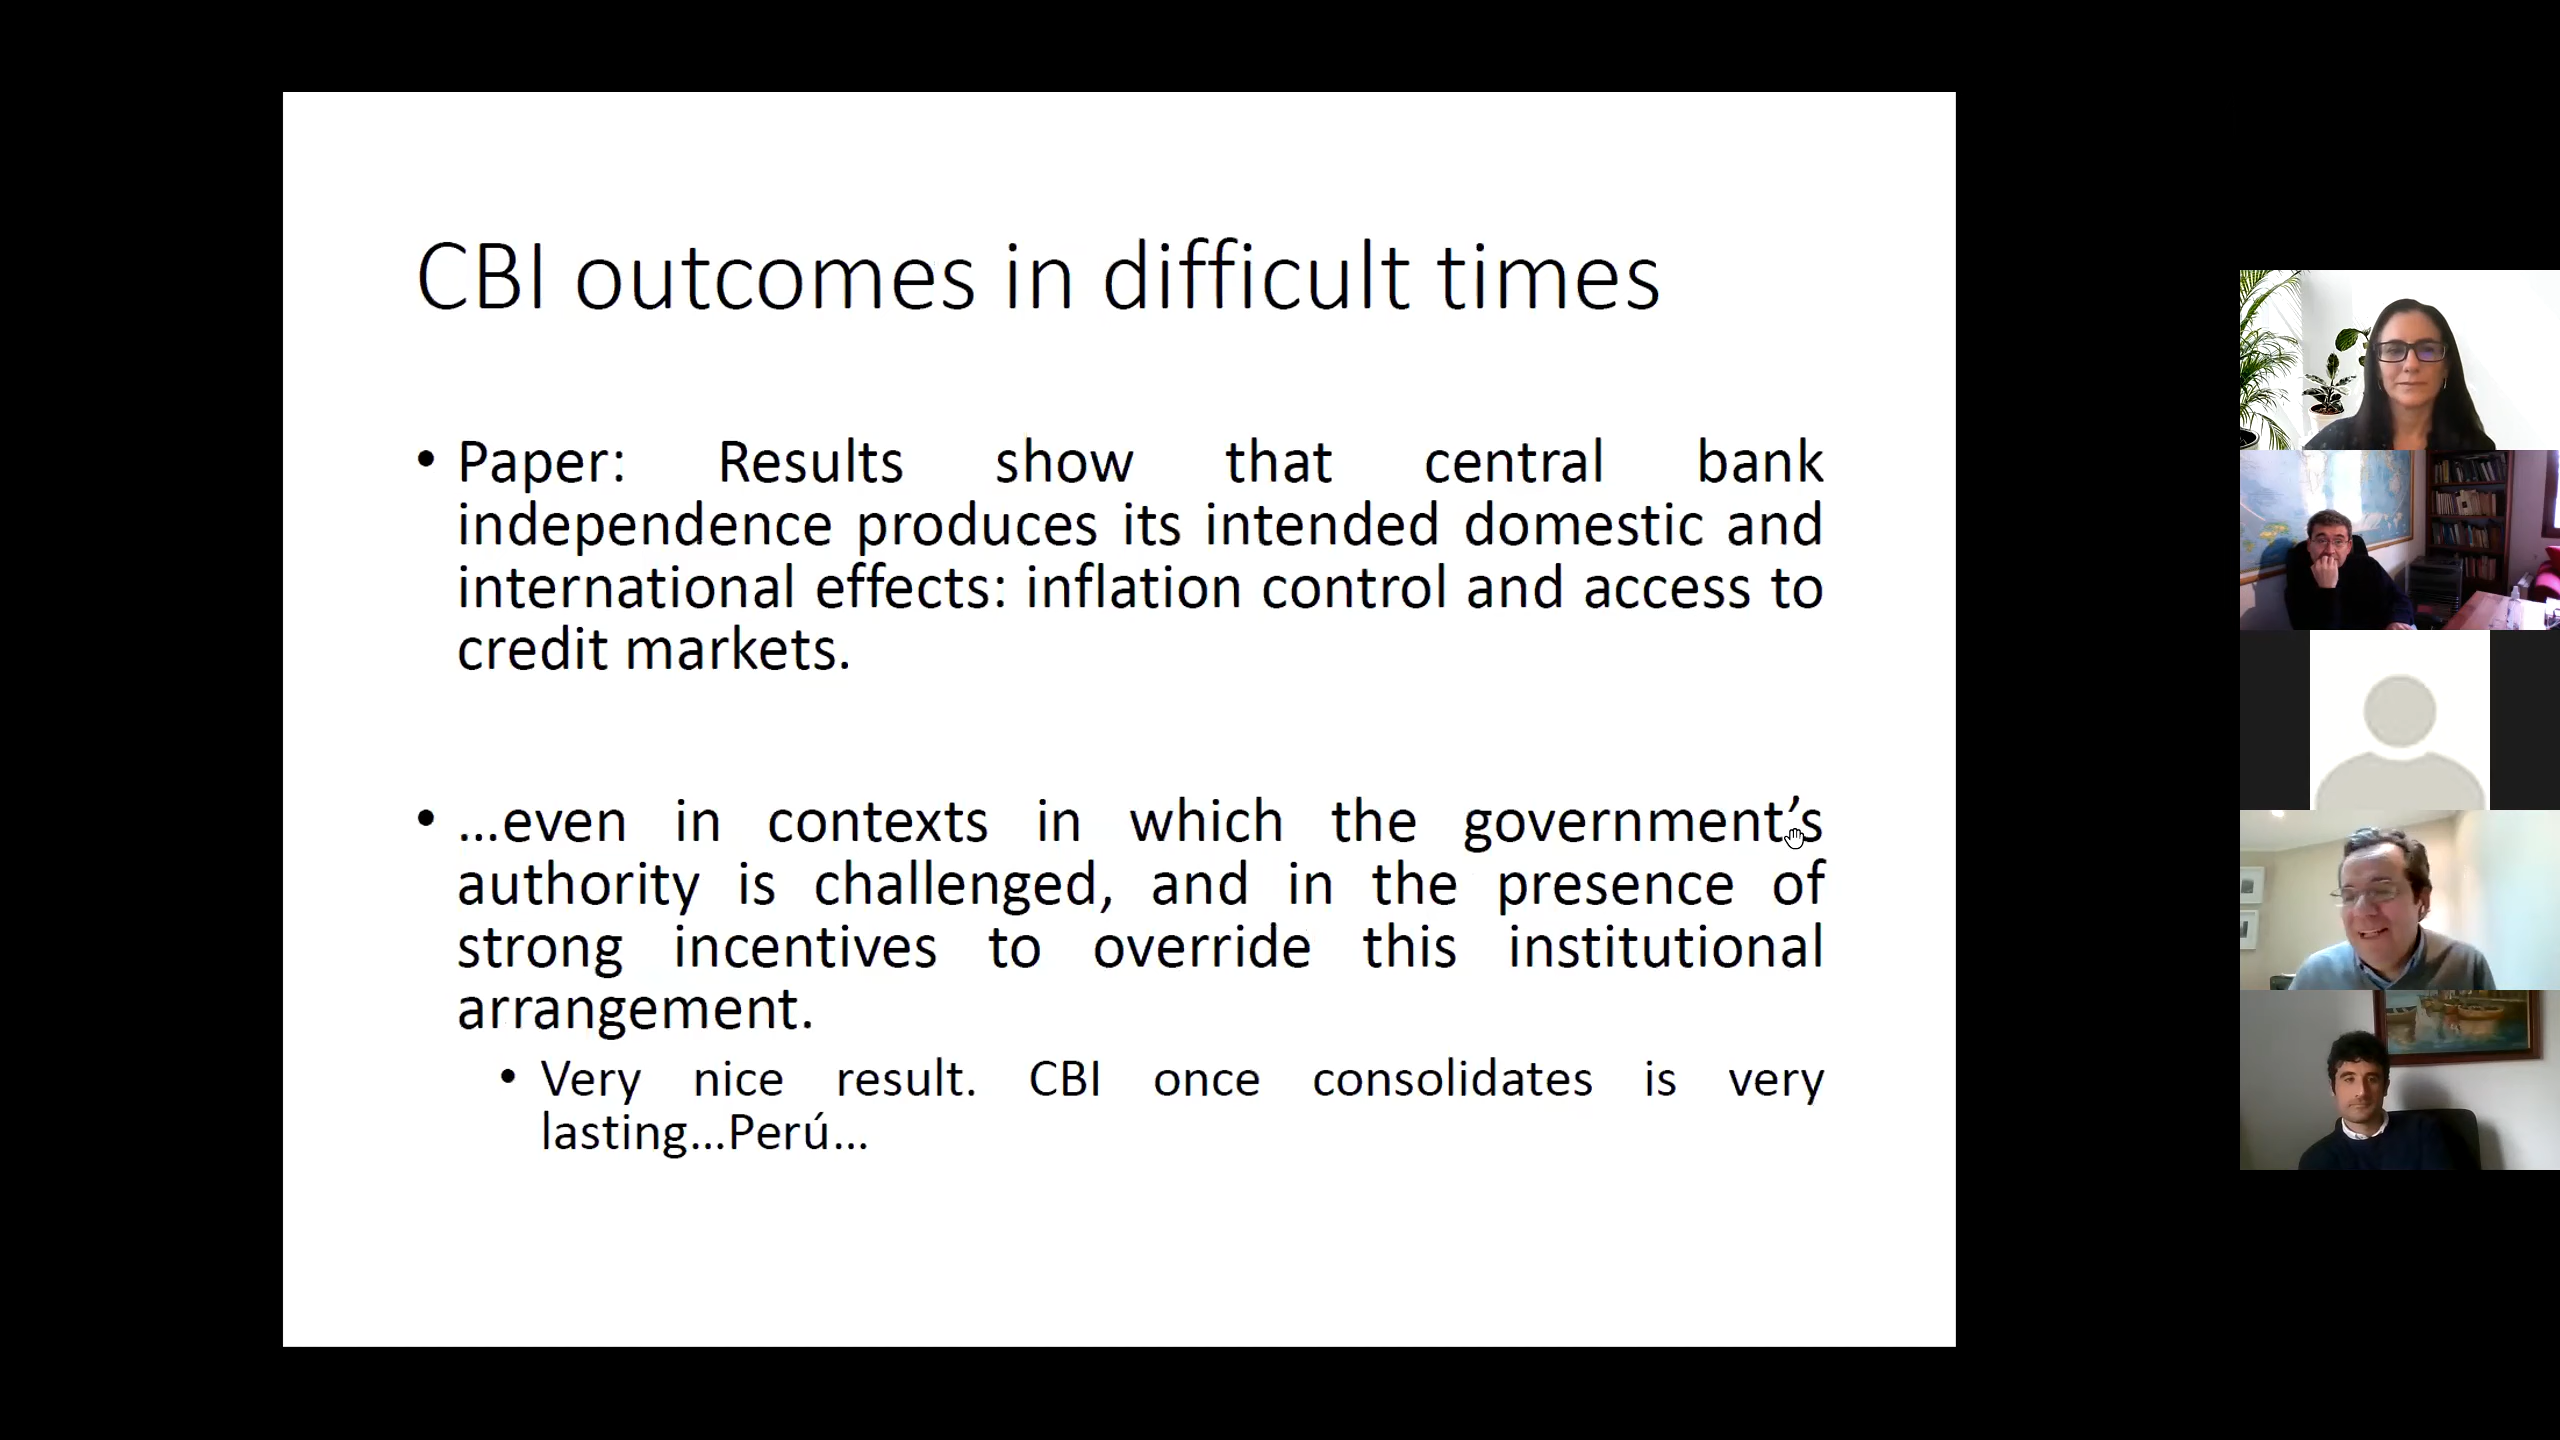 CBI outcomes in difficult times
• Paper: Results show that central bank
independence produces its intended domestic and
international effects: inflation control and access to
credit markets.
• …even in contexts in which the government’s
authority is challenged, and in the presence of
strong incentives to override this institutional
arrangement.
• Very nice result. CBI once consolidates is very
lasting…Perú…